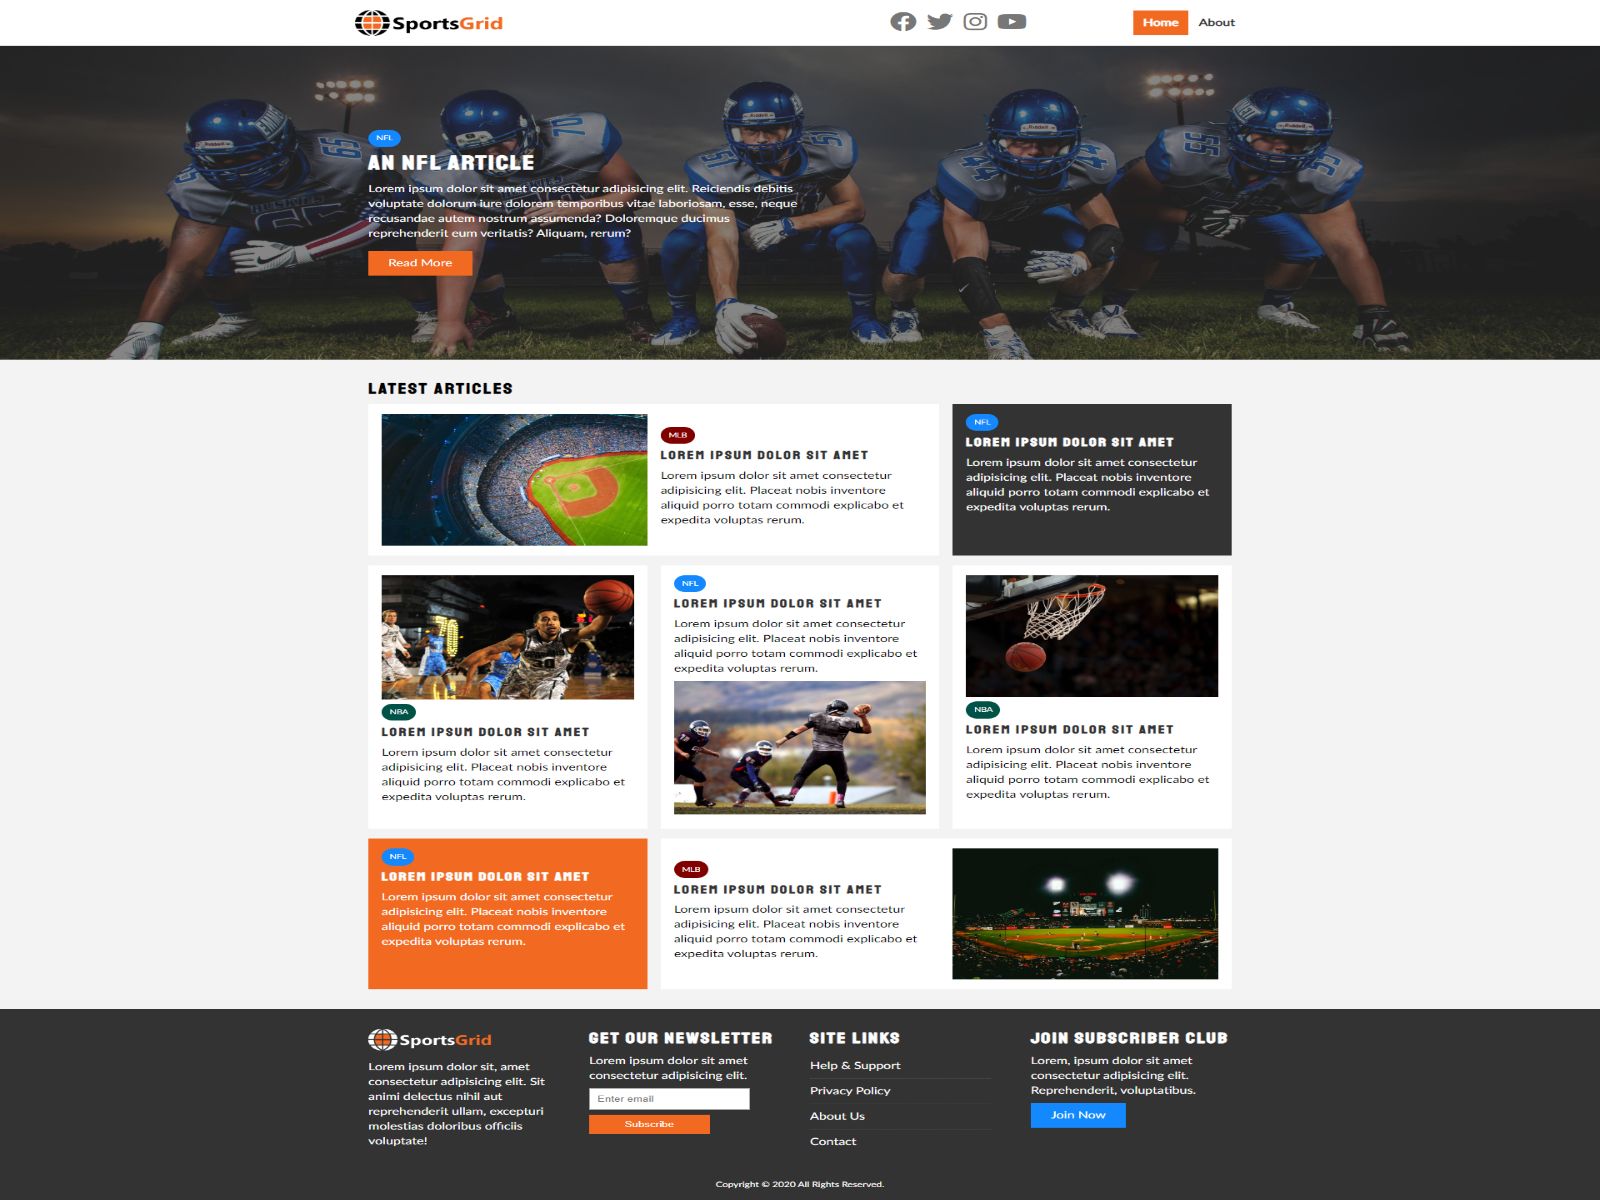 SportsGrid
Home
About
NFL
AN NFL ARTICLE
Lorem ipsum dolor sit amet consectetur adipisicing elit. Reiciendis debitis
voluptate dolorum iure dolorem temporibus vitae laboriosam, esse, neque
recusandae autem nostrum assumenda? Doloremque ducimus
reprehenderit eum veritatis? Aliquam, rerum?
Read More
LATEST ARTICLES
MLB
LOREM IPSUM DOLOR SIT AMET
Lorem ipsum dolor sit amet consectetur
adipisicing elit. Placeat nobis inventore
aliquid porro totam commodi explicabo et
expedita voluptas rerum.
NFL
LOREM IPSUM DOLOR SIT AMET
Lorem ipsum dolor sit amet consectetur
adipisicing elit. Placeat nobis inventore
aliquid porro totam commodi explicabo et
expedita voluptas rerum.
NBA
LOREM IPSUM DOLOR SIT AMET
Lorem ipsum dolor sit amet consectetur
adipisicing elit. Placeat nobis inventore
aliquid porro totam commodi explicabo et
expedita voluptas rerum.
NFL
LOREM IPSUM DOLOR SIT AMET
Lorem ipsum dolor sit amet consectetur
adipisicing elit. Placeat nobis inventore
aliquid porro totam commodi explicabo et
expedita voluptas rerum.
NBA
LOREM IPSUM DOLOR SIT AMET
Lorem ipsum dolor sit amet consectetur
adipisicing elit. Placeat nobis inventore
aliquid porro totam commodi explicabo et
expedita voluptas rerum.
NFL
LOREM IPSUM DOLOR SIT AMET
Lorem ipsum dolor sit amet consectetur
adipisicing elit. Placeat nobis inventore
aliquid porro totam commodi explicabo et
expedita voluptas rerum.
MLB
LOREM IPSUM DOLOR SIT AMET
Lorem ipsum dolor sit amet consectetur
adipisicing elit. Placeat nobis inventore
aliquid porro totam commodi explicabo et
expedita voluptas rerum.
SportsGrid
Lorem ipsum dolor sit, amet
consectetur adipisicing elit. Sit
animi delectus nihil aut
reprehenderit ullam, excepturi
molestias doloribus officiis
voluptate!
GET OUR NEWSLETTER
Lorem ipsum dolor sit amet
consectetur adipisicing elit.
Enter email
Subscribe
SITE LINKS
Help & Support
Privacy Policy
About Us
Contact
JOIN SUBSCRIBER CLUB
Lorem, ipsum dolor sit amet
consectetur adipisicing elit.
Reprehenderit, voluptatibus.
Join Now
Copyright © 2020 All Rights Reserved.